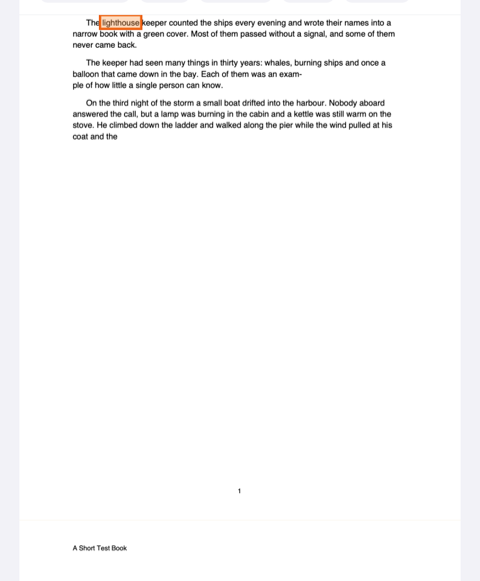 The lighthouse keeper counted the ships every evening and wrote their names into a
narrow book with a green cover. Most of them passed without a signal, and some of them
never came back.
The keeper had seen many things in thirty years: whales, burning ships and once a
balloon that came down in the bay. Each of them was an exam-
ple of how little a single person can know.
On the third night of the storm a small boat drifted into the harbour. Nobody aboard
answered the call, but a lamp was burning in the cabin and a kettle was still warm on the
stove. He climbed down the ladder and walked along the pier while the wind pulled at his
coat and the
1
A Short Test Book